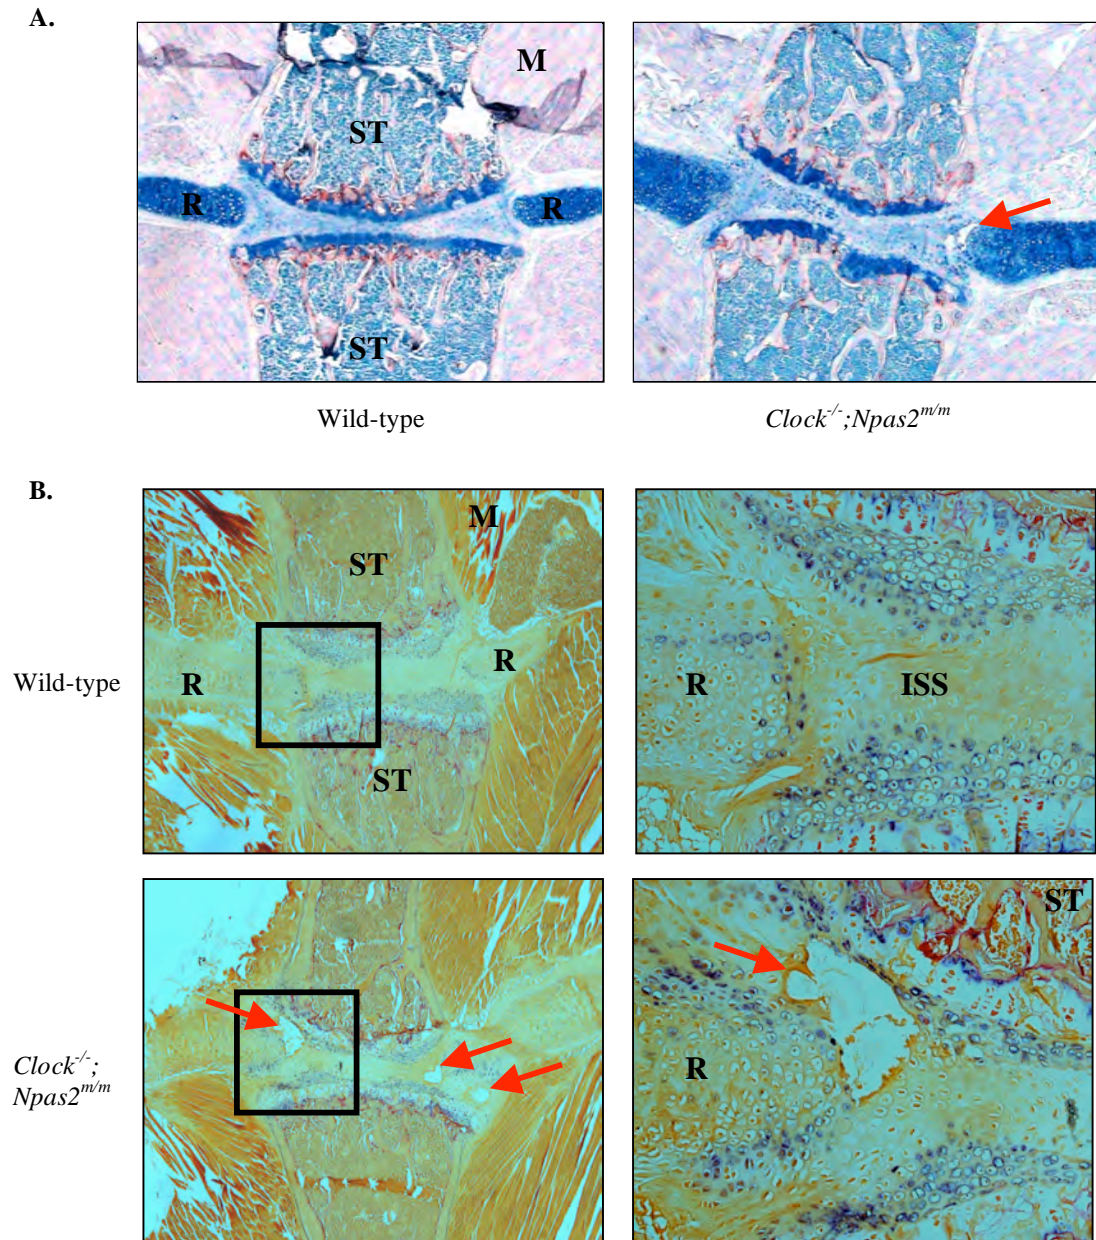 A.
M
ST
R R
ST
Wild-type
Clock-/-;Npas2m/m
B.
M
ST
R
R
ST
Wild-type
R
ISS
ST
R
Clock-/-;
Npas2m/m